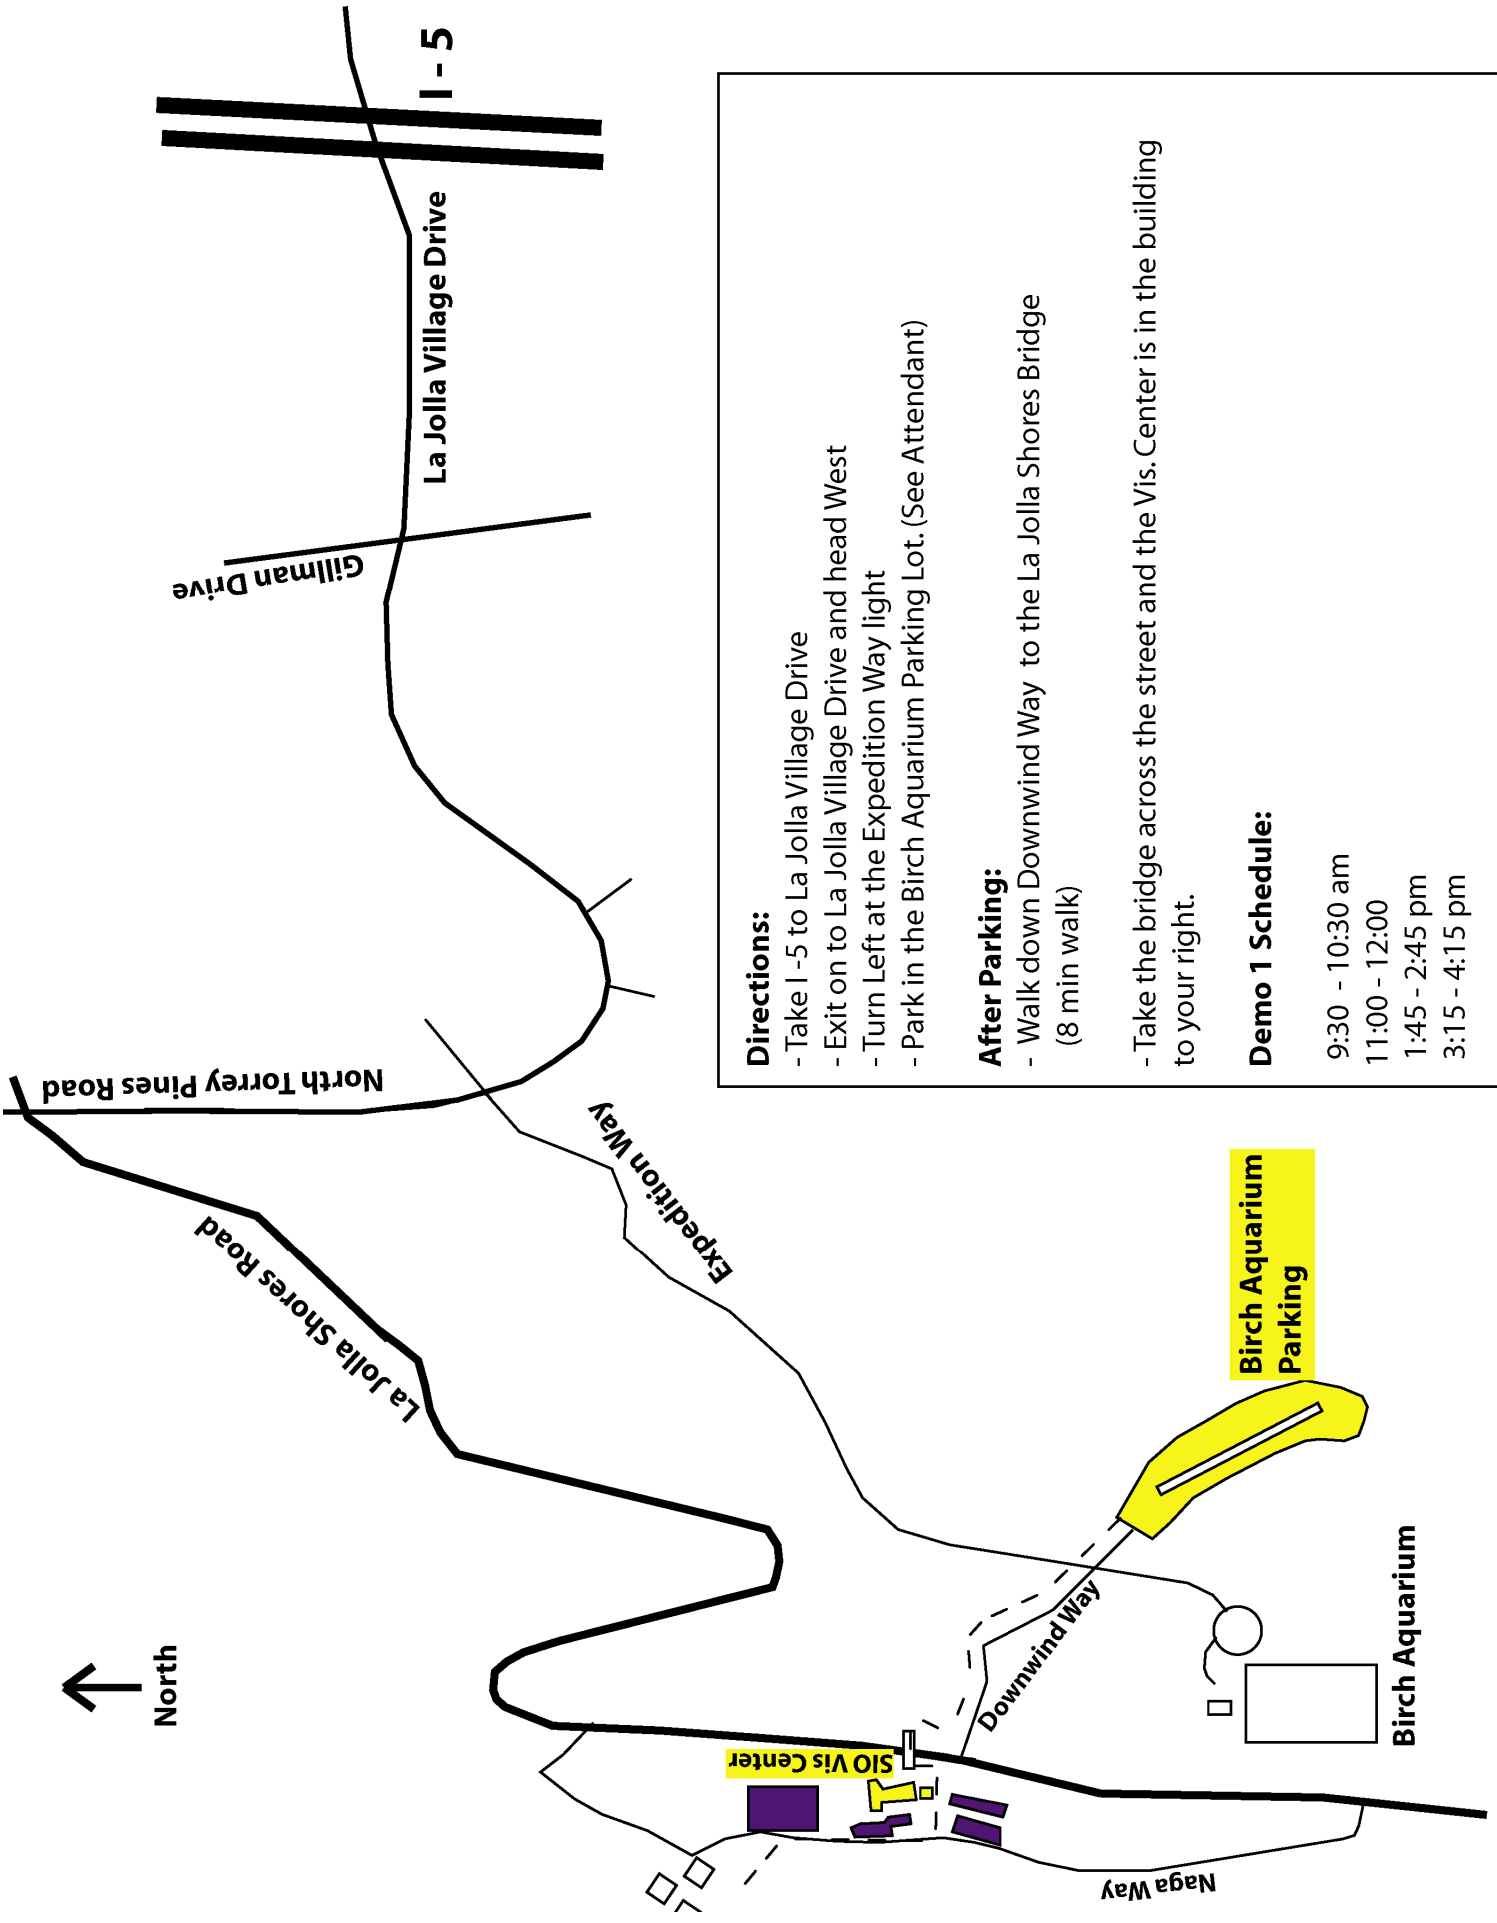 I - 5
La Jolla Village Drive
Gillman Drive
North Torrey Pines Road
La Jolla Shores Road
Expedition Way
North
SIO Vis Center
Downwind Way
Naga Way
Birch Aquarium
Parking
Birch Aquarium
Directions:
- Take I -5 to La Jolla Village Drive
- Exit on to La Jolla Village Drive and head West
- Turn Left at the Expedition Way light
- Park in the Birch Aquarium Parking Lot. (See Attendant)
After Parking:
- Walk down Downwind Way to the La Jolla Shores Bridge
(8 min walk)
- Take the bridge across the street and the Vis. Center is in the building
to your right.
Demo 1 Schedule:
9:30 - 10:30 am
11:00 - 12:00
1:45 - 2:45 pm
3:15 - 4:15 pm